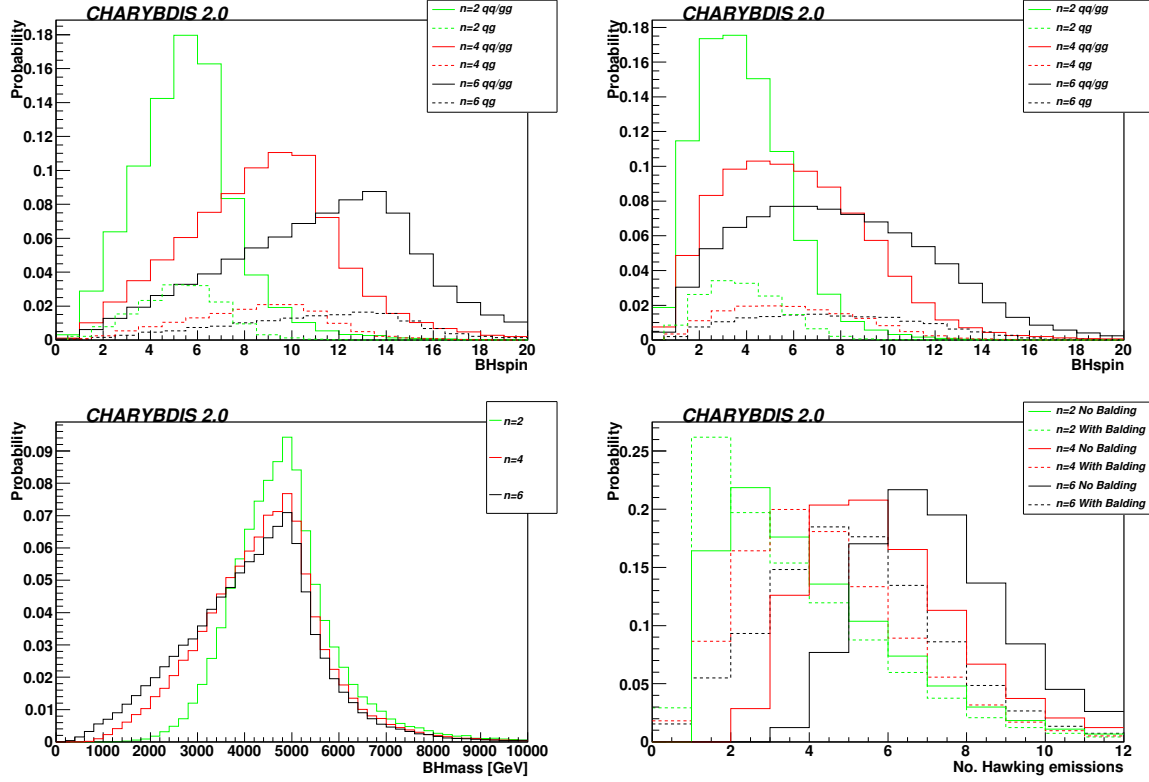 CHARYBDIS 2.0
Probability
n=2 qq/gg
n=2 qg
n=4 qq/gg
n=4 qg
n=6 qq/gg
n=6 qg
0.18
0.16
0.14
0.12
0.1
0.08
0.06
0.04
0.02
0
0 2 4 6 8 10 12 14 16 18 20
BHspin
CHARYBDIS 2.0
Probability
n=2 qq/gg
n=2 qg
n=4 qq/gg
n=4 qg
n=6 qq/gg
n=6 qg
0.18
0.16
0.14
0.12
0.1
0.08
0.06
0.04
0.02
0
0 2 4 6 8 10 12 14 16 18 20
BHspin
CHARYBDIS 2.0
Probability
n=2
n=4
n=6
0.09
0.08
0.07
0.06
0.05
0.04
0.03
0.02
0.01
0
0 1000 2000 3000 4000 5000 6000 7000 8000 9000 10000
BHmass [GeV]
CHARYBDIS 2.0
Probability
n=2 No Balding
n=2 With Balding
n=4 No Balding
n=4 With Balding
n=6 No Balding
n=6 With Balding
0.25
0.2
0.15
0.1
0.05
0
0 2 4 6 8 10 12
No. Hawking emissions